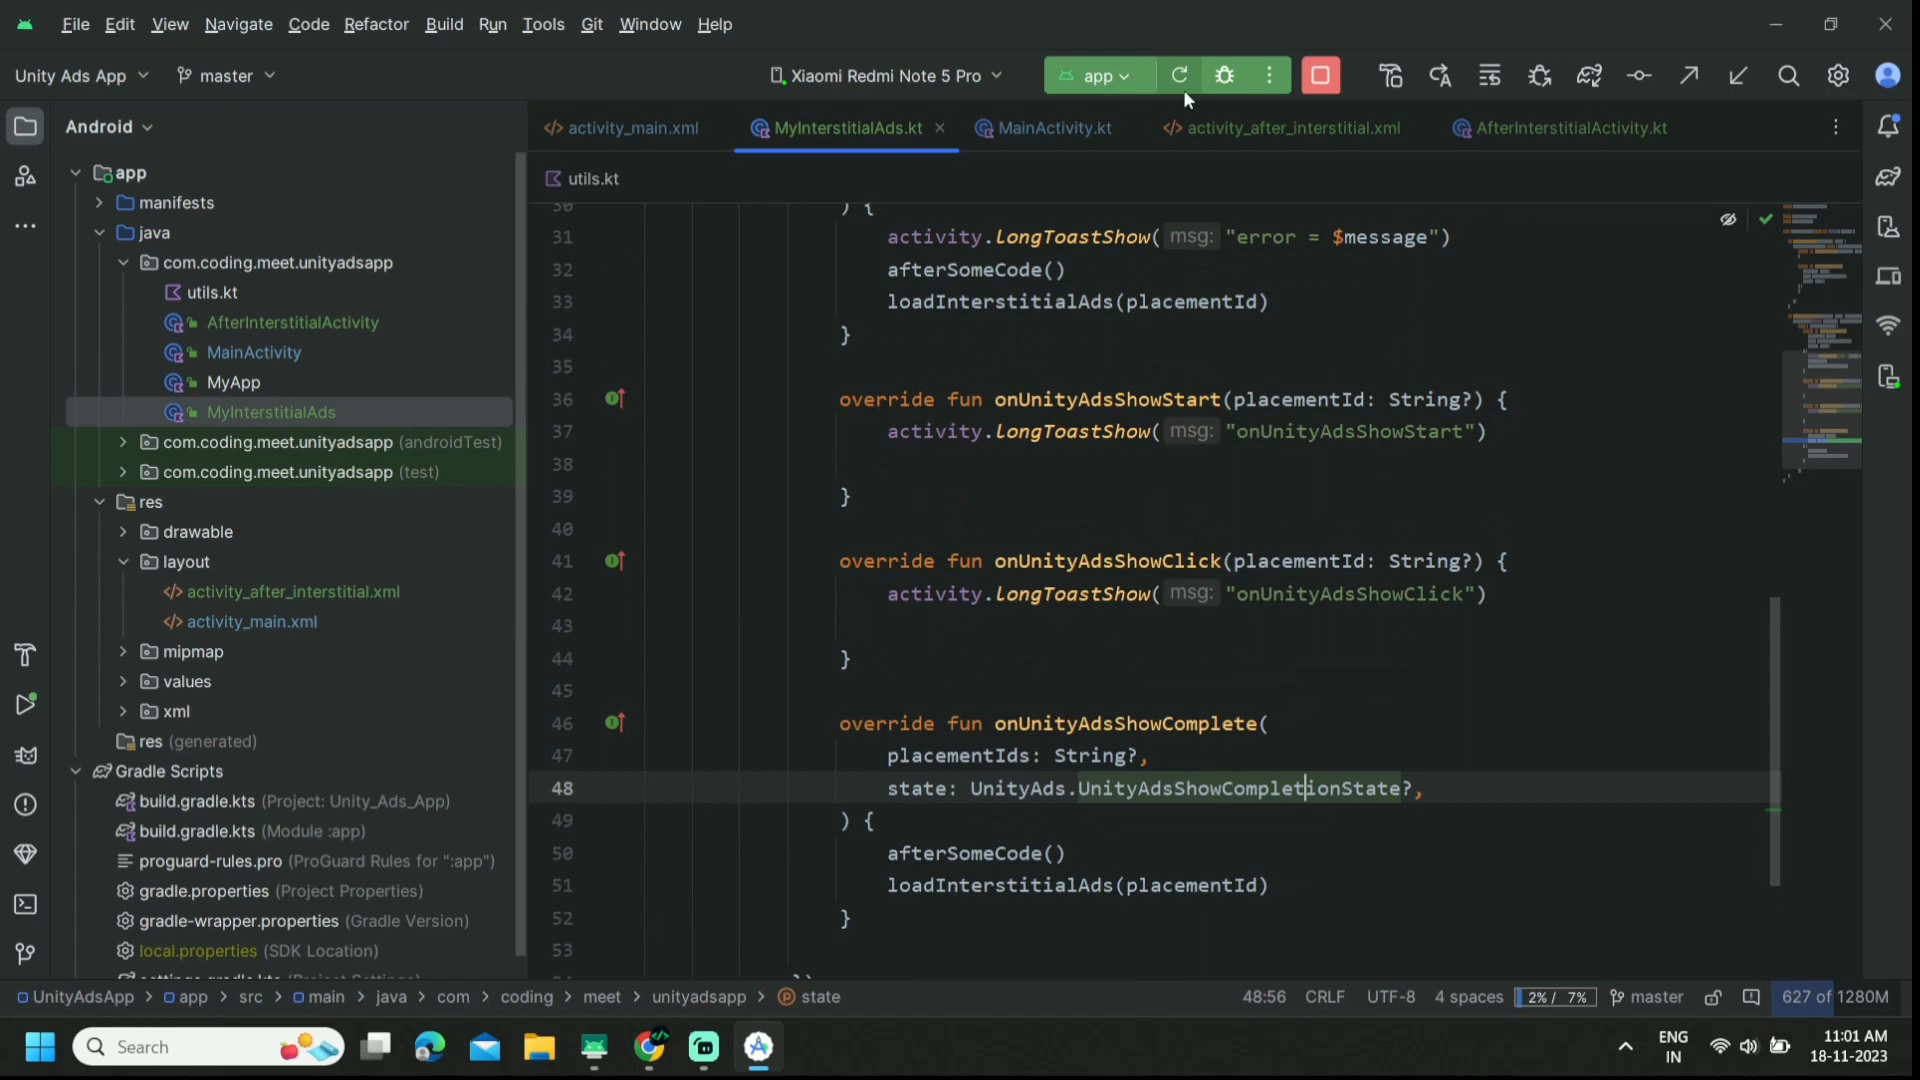 File Edit View Navigate Code Refactor Build Run Tools Git Window Help
Unity Ads App master Xiaomi Redmi Note 5 Pro app
Android
activity_main.xml MyInterstitialAds.kt MainActivity.kt activity_after_interstitial.xml AfterInterstitialActivity.kt
utils.kt
app
manifests
java
com.coding.meet.unityadsapp
utils.kt
AfterInterstitialActivity
MainActivity
MyApp
MyInterstitialAds
com.coding.meet.unityadsapp (androidTest)
com.coding.meet.unityadsapp (test)
res
drawable
layout
activity_after_interstitial.xml
activity_main.xml
mipmap
values
xml
res (generated)
Gradle Scripts
build.gradle.kts (Project: Unity_Ads_App)
build.gradle.kts (Module :app)
proguard-rules.pro (ProGuard Rules for ":app")
gradle.properties (Project Properties)
gradle-wrapper.properties (Gradle Version)
local.properties (SDK Location)
30 ) {
31 activity.longToastShow( msg: "error = $message")
32 afterSomeCode()
33 loadInterstitialAds(placementId)
34 }
35
36 override fun onUnityAdsShowStart(placementId: String?) {
37 activity.longToastShow( msg: "onUnityAdsShowStart")
38
39 }
40
41 override fun onUnityAdsShowClick(placementId: String?) {
42 activity.longToastShow( msg: "onUnityAdsShowClick")
43
44 }
45
46 override fun onUnityAdsShowComplete(
47 placementIds: String?,
48 state: UnityAds.UnityAdsShowCompletionState?,
49 ) {
50 afterSomeCode()
51 loadInterstitialAds(placementId)
52 }
53
})
UnityAdsApp > app > src > main > java > com > coding > meet > unityadsapp > state 48:56 CRLF UTF-8 4 spaces 2% / 7% master 627 of 1280M
Search ENG IN 11:01 AM 18-11-2023